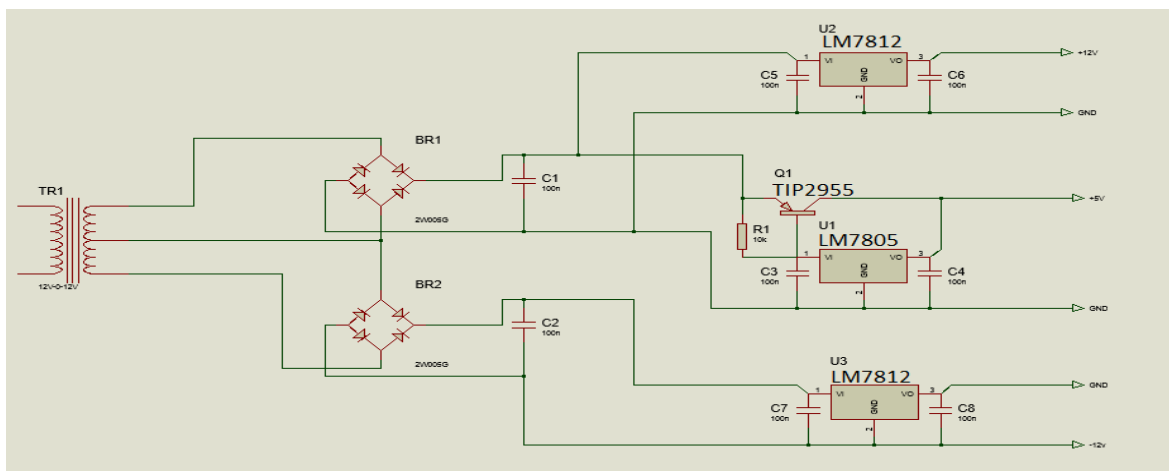 U2
LM7812
1
VI
VO
3
GND
2
C5
100n
C6
100n
+12V
GND
BR1
2W005G
C1
100n
TR1
12V-0-12V
Q1
TIP2955
R1
10k
U1
LM7805
1
VI
VO
3
GND
2
C3
100n
C4
100n
+5V
GND
BR2
2W005G
C2
100n
U3
LM7812
1
VI
VO
3
GND
2
C7
100n
C8
100n
GND
-12v